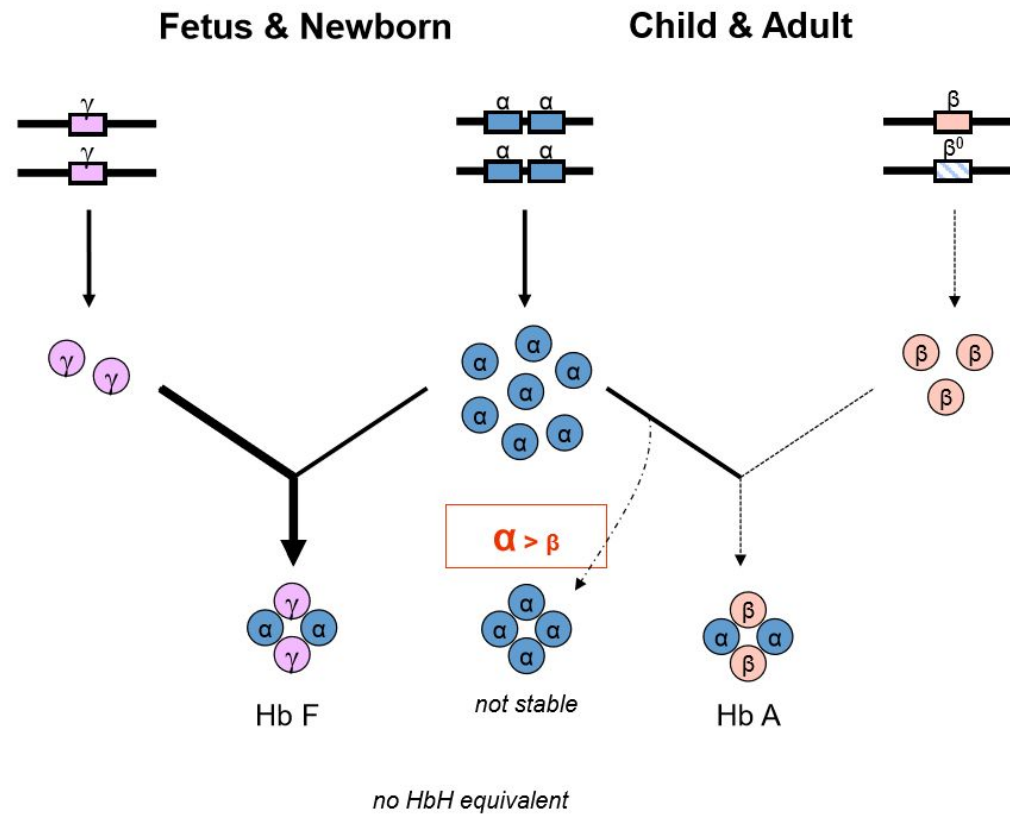 Fetus & Newborn Child & Adult
γ α α β
γ α α β⁰
γ γ
α α α α α α α
β β β
α > β
γ α α γ
α α α α
β α α β
Hb F
not stable
Hb A
no HbH equivalent